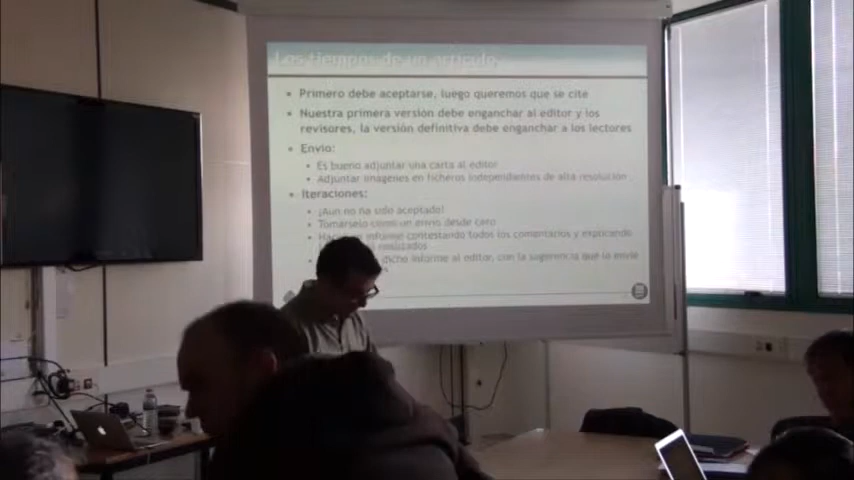 Los tiempos de un artículo
Primero debe aceptarse, luego queremos que se cite
Nuestra primera versión debe enganchar al editor y los
revisores, la versión definitiva debe enganchar a los lectores
Envío:
Es bueno adjuntar una carta al editor
Adjuntar imágenes en ficheros independientes de alta resolución
Iteraciones:
¡Aun no ha sido aceptado!
Tomárselo como un envío desde cero
informe contestando todos los comentarios y explicando
realizados
dicho informe al editor, con la sugerencia que la envíe